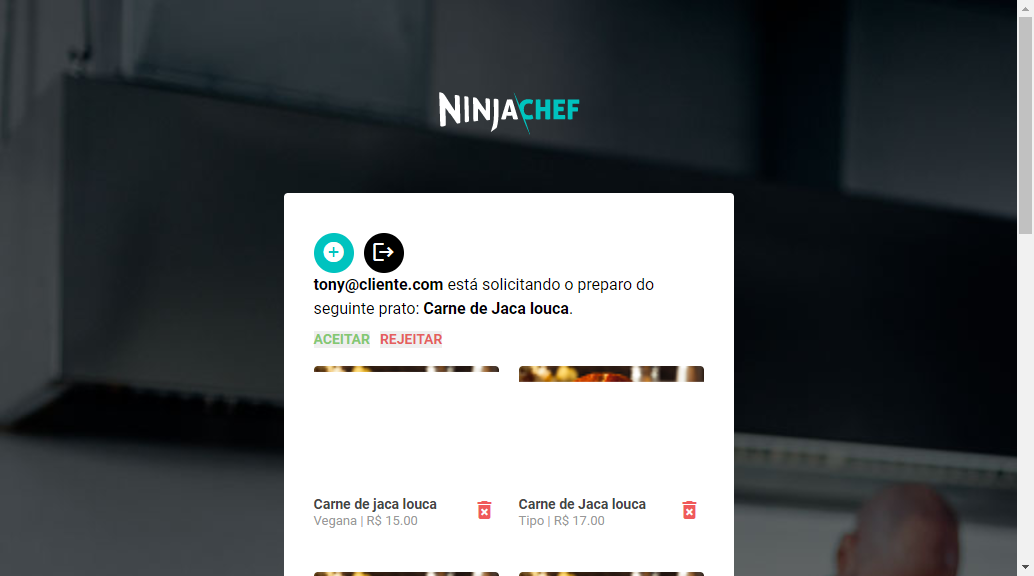 NINJACHEF
tony@cliente.com está solicitando o preparo do
seguinte prato: Carne de Jaca louca.
ACEITAR REJEITAR
Carne de jaca louca
Vegana | R$ 15.00
Carne de Jaca louca
Tipo | R$ 17.00